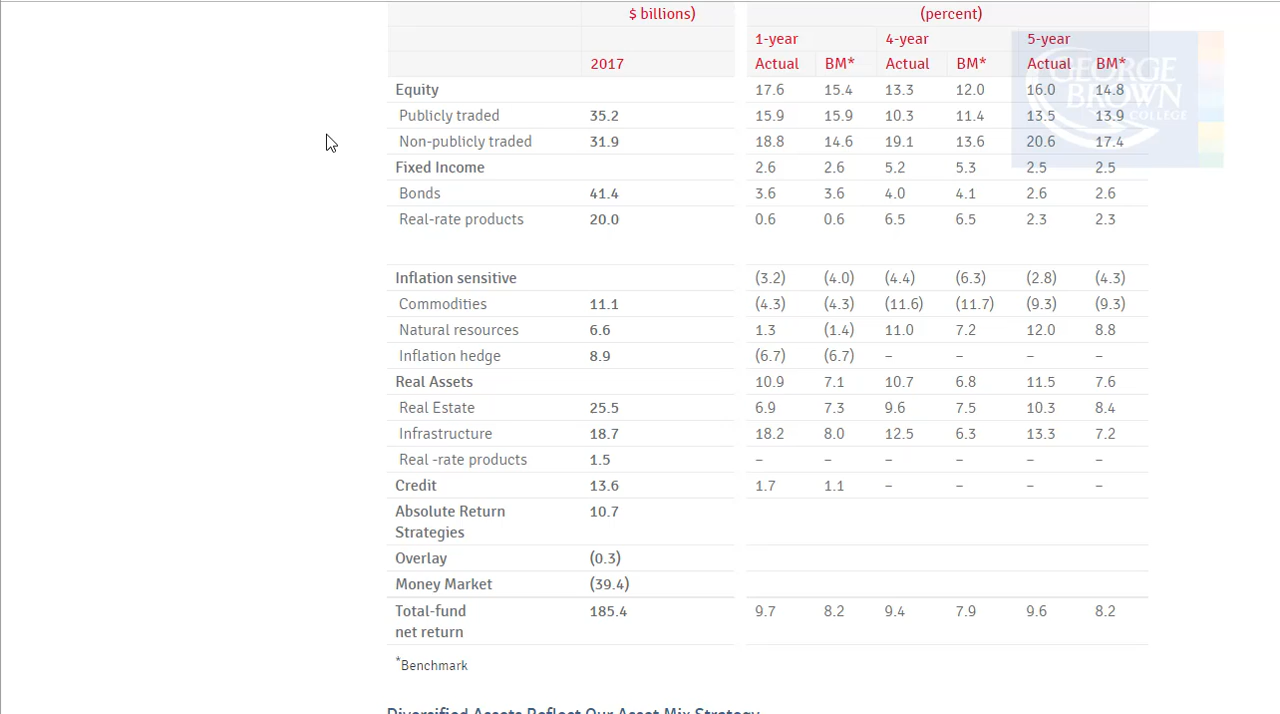 $ billions) (percent)
1-year 4-year 5-year
2017 Actual BM* Actual BM* Actual BM*
Equity 17.6 15.4 13.3 12.0 16.0 14.8
Publicly traded 35.2 15.9 15.9 10.3 11.4 13.5 13.9
Non-publicly traded 31.9 18.8 14.6 19.1 13.6 20.6 17.4
Fixed Income 2.6 2.6 5.2 5.3 2.5 2.5
Bonds 41.4 3.6 3.6 4.0 4.1 2.6 2.6
Real-rate products 20.0 0.6 0.6 6.5 6.5 2.3 2.3
Inflation sensitive (3.2) (4.0) (4.4) (6.3) (2.8) (4.3)
Commodities 11.1 (4.3) (4.3) (11.6) (11.7) (9.3) (9.3)
Natural resources 6.6 1.3 (1.4) 11.0 7.2 12.0 8.8
Inflation hedge 8.9 (6.7) (6.7) – – – –
Real Assets 10.9 7.1 10.7 6.8 11.5 7.6
Real Estate 25.5 6.9 7.3 9.6 7.5 10.3 8.4
Infrastructure 18.7 18.2 8.0 12.5 6.3 13.3 7.2
Real -rate products 1.5 – – – – – –
Credit 13.6 1.7 1.1 – – – –
Absolute Return 10.7
Strategies
Overlay (0.3)
Money Market (39.4)
Total-fund 185.4 9.7 8.2 9.4 7.9 9.6 8.2
net return
*Benchmark
Diversified Assets Reflect Our Asset Mix Strategy
GEORGE
BROWN
COLLEGE